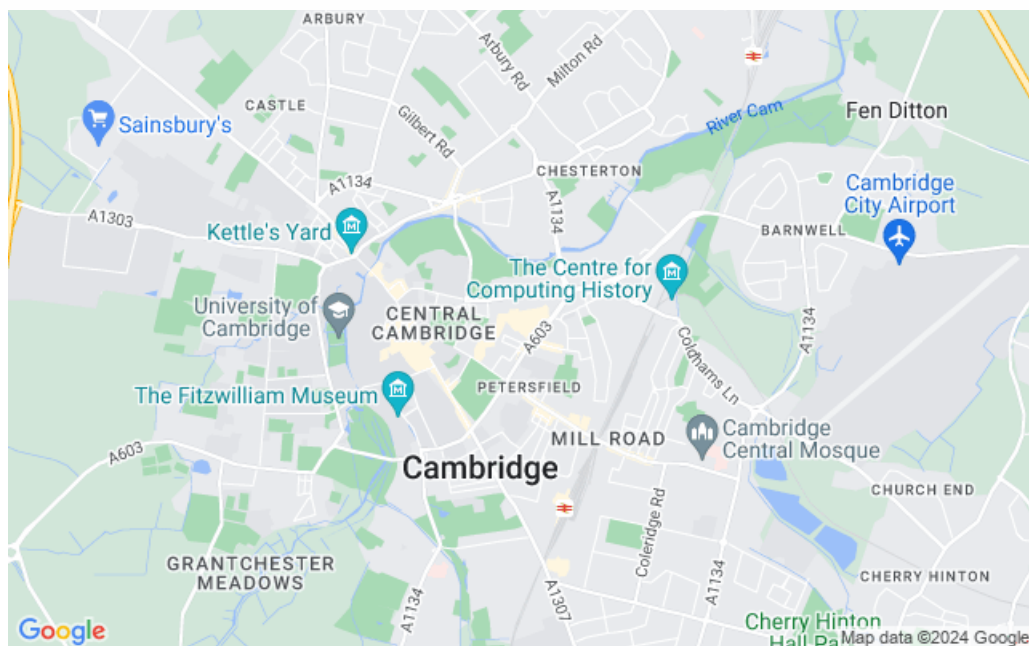 ARBURY
Arbury Rd
Milton Rd
CASTLE
Gilbert Rd
River Cam
Fen Ditton
Sainsbury's
CHESTERTON
A1134
A1134
Cambridge
City Airport
A1303
Kettle's Yard
BARNWELL
The Centre for
Computing History
University of
Cambridge
CENTRAL
CAMBRIDGE
A603
A1134
Coldhams Ln
PETERSFIELD
The Fitzwilliam Museum
MILL ROAD
Cambridge
Central Mosque
A603
Cambridge
CHURCH END
Coleridge Rd
GRANTCHESTER
MEADOWS
A1134
A1307
A1134
CHERRY HINTON
Cherry Hinton
Hall Pa
Google
Map data ©2024 Google